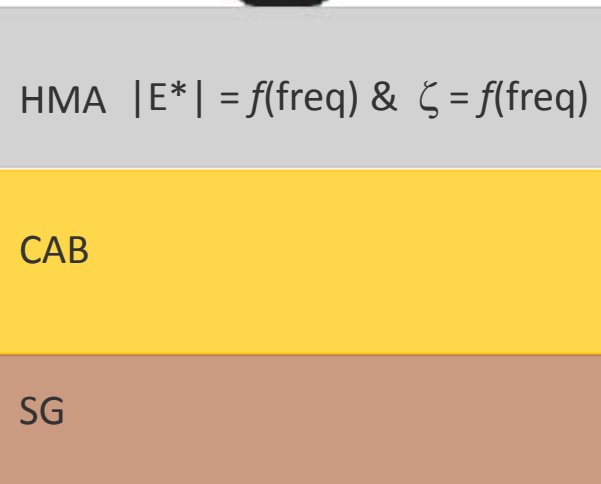 HMA |E*| = f(freq) & ζ = f(freq)
CAB
SG